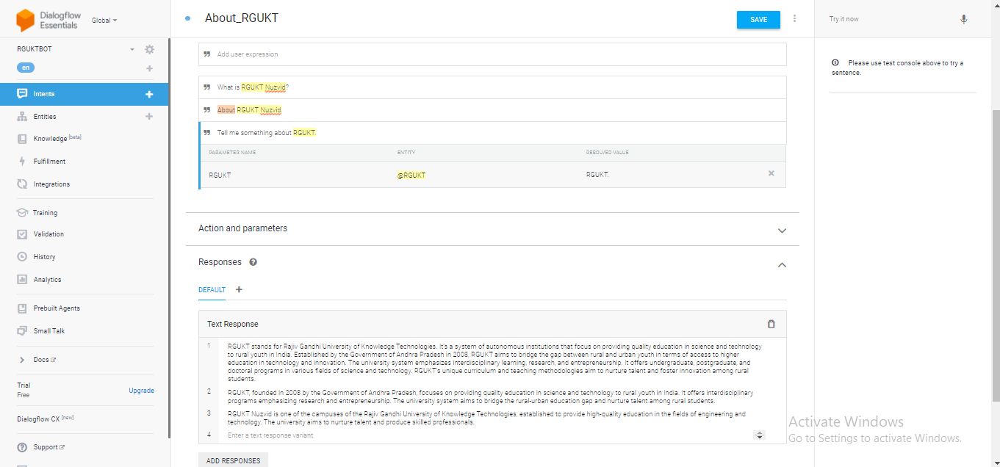 Dialogflow
Essentials
Global
RGUKTBOT
en
Intents
Entities
Knowledge [beta]
Fulfillment
Integrations
Training
Validation
History
Analytics
Prebuilt Agents
Small Talk
Docs
Trial
Free
Upgrade
Dialogflow CX [new]
Support
About_RGUKT
SAVE
Add user expression
What is RGUKT Nuzvid?
About RGUKT Nuzvid.
Tell me something about RGUKT.
PARAMETER NAME
ENTITY
RESOLVED VALUE
RGUKT
@RGUKT
RGUKT.
Action and parameters
Responses
DEFAULT
Text Response
1 RGUKT stands for Rajiv Gandhi University of Knowledge Technologies. It's a system of autonomous institutions that focus on providing quality education in science and technology
to rural youth in India. Established by the Government of Andhra Pradesh in 2008, RGUKT aims to bridge the gap between rural and urban youth in terms of access to higher
education in technology and innovation. The university system emphasizes interdisciplinary learning, research, and entrepreneurship. It offers undergraduate, postgraduate, and
doctoral programs in various fields of science and technology. RGUKT's unique curriculum and teaching methodologies aim to nurture talent and foster innovation among rural
students.
2 RGUKT, founded in 2008 by the Government of Andhra Pradesh, focuses on providing quality education in science and technology to rural youth in India. It offers interdisciplinary
programs emphasizing research and entrepreneurship. The university system aims to bridge the rural-urban education gap and nurture talent among rural students.
3 RGUKT Nuzvid is one of the campuses of the Rajiv Gandhi University of Knowledge Technologies, established to provide high-quality education in the fields of engineering and
technology. The university aims to nurture talent and produce skilled professionals.
4 Enter a text response variant
ADD RESPONSES
Try it now
Please use test console above to try a
sentence.
Activate Windows
Go to Settings to activate Windows.